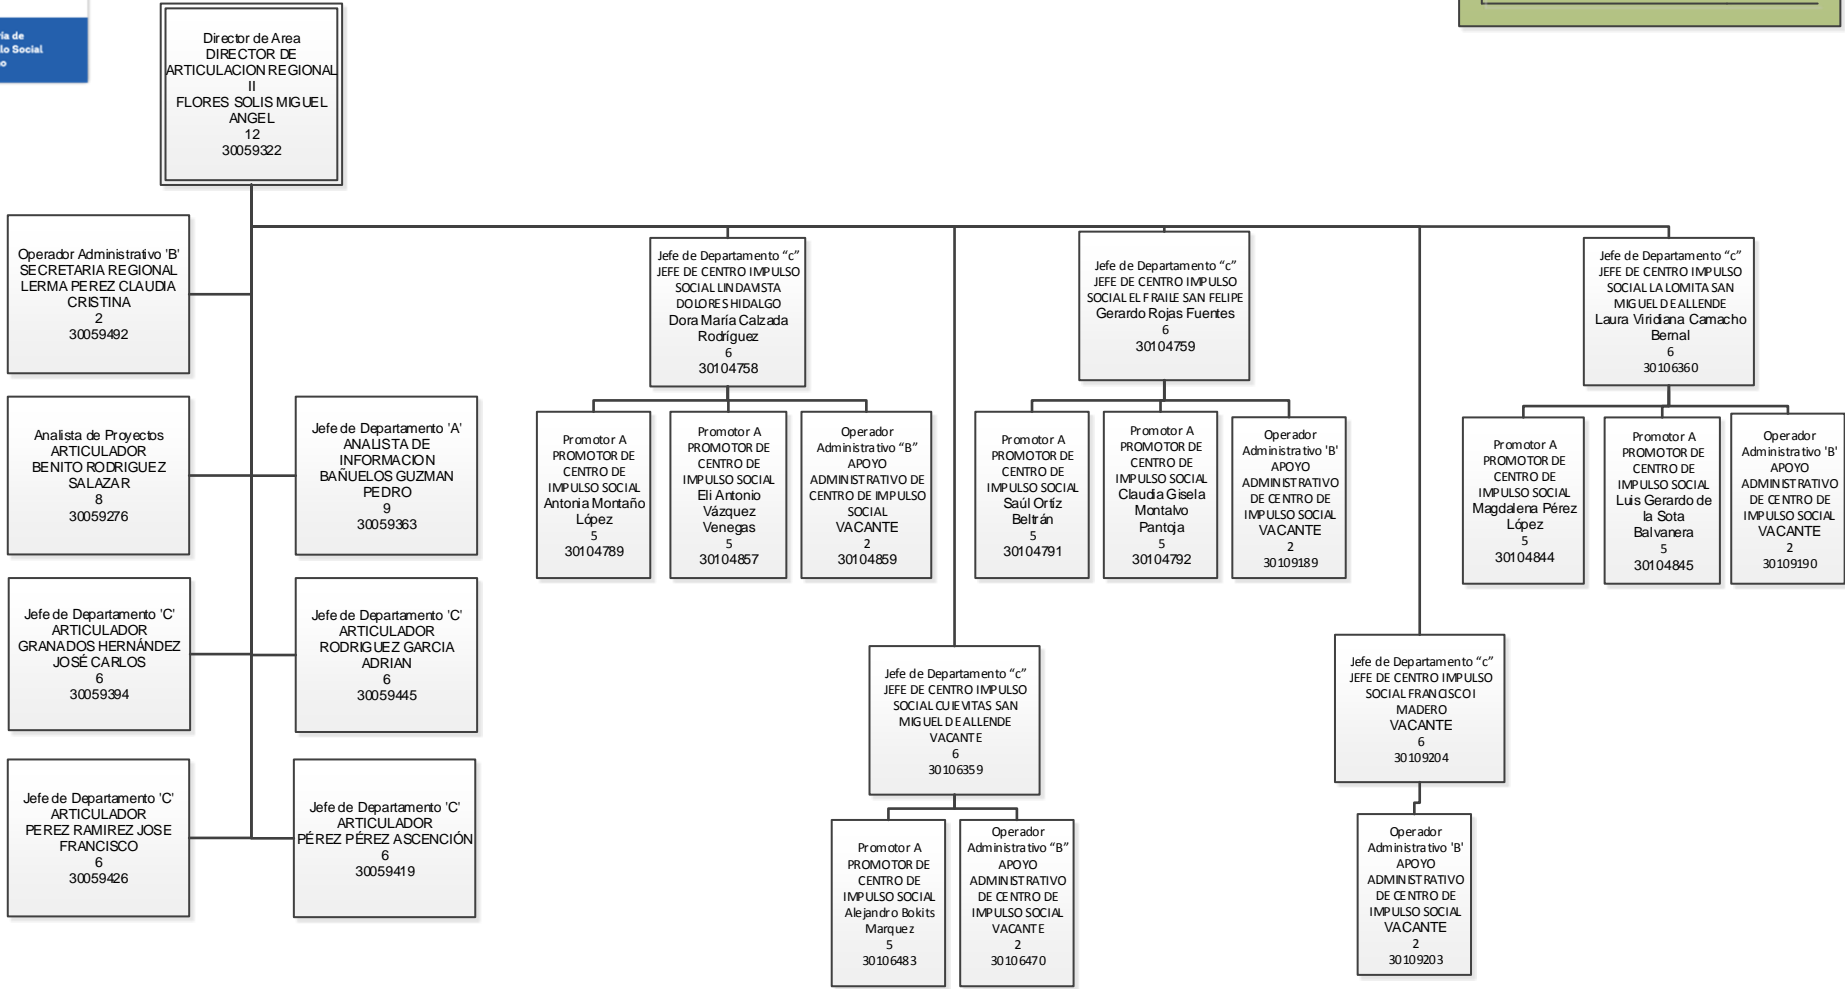 ía de
lo Social
o
Director de Area
DIRECTOR DE
ARTICULACION REGIONAL
II
FLORES SOLIS MIGUEL
ANGEL
12
30059322
Operador Administrativo 'B'
SECRETARIA REGIONAL
LERMA PEREZ CLAUDIA
CRISTINA
2
30059492
Analista de Proyectos
ARTICULADOR
BENITO RODRIGUEZ
SALAZAR
8
30059276
Jefe de Departamento 'A'
ANALISTA DE
INFORMACION
BAÑUELOS GUZMAN
PEDRO
9
30059363
Jefe de Departamento 'C'
ARTICULADOR
GRANADOS HERNÁNDEZ
JOSÉ CARLOS
6
30059394
Jefe de Departamento 'C'
ARTICULADOR
RODRIGUEZ GARCIA
ADRIAN
6
30059445
Jefe de Departamento 'C'
ARTICULADOR
PEREZ RAMIREZ JOSE
FRANCISCO
6
30059426
Jefe de Departamento 'C'
ARTICULADOR
PÉREZ PÉREZ ASCENCIÓN
6
30059419
Jefe de Departamento “c”
JEFE DE CENTRO IMPULSO
SOCIAL LINDAVISTA
DOLORES HIDALGO
Dora María Calzada
Rodríguez
6
30104758
Promotor A
PROMOTOR DE
CENTRO DE
IMPULSO SOCIAL
Antonia Montaño
López
5
30104789
Promotor A
PROMOTOR DE
CENTRO DE
IMPULSO SOCIAL
Eli Antonio
Vázquez
Venegas
5
30104857
Operador
Administrativo “B”
APOYO
ADMINISTRATIVO DE
CENTRO DE IMPULSO
SOCIAL
VACANTE
2
30104859
Jefe de Departamento “c”
JEFE DE CENTRO IMPULSO
SOCIAL CUIEVITAS SAN
MIGUEL DE ALLENDE
VACANTE
6
30106359
Promotor A
PROMOTOR DE
CENTRO DE
IMPULSO SOCIAL
Alejandro Bokits
Marquez
5
30106483
Operador
Administrativo “B”
APOYO
ADMINISTRATIVO
DE CENTRO DE
IMPULSO SOCIAL
VACANTE
2
30106470
Jefe de Departamento “c”
JEFE DE CENTRO IMPULSO
SOCIAL EL FRAILE SAN FELIPE
Gerardo Rojas Fuentes
6
30104759
Promotor A
PROMOTOR DE
CENTRO DE
IMPULSO SOCIAL
Saúl Ortíz
Beltrán
5
30104791
Promotor A
PROMOTOR DE
CENTRO DE
IMPULSO SOCIAL
Claudia Gisela
Montalvo
Pantoja
5
30104792
Operador
Administrativo 'B'
APOYO
ADMINISTRATIVO
DE CENTRO DE
IMPULSO SOCIAL
VACANTE
2
30109189
Jefe de Departamento “c”
JEFE DE CENTRO IMPULSO
SOCIAL FRANCISCO I
MADERO
VACANTE
6
30109204
Operador
Administrativo 'B'
APOYO
ADMINISTRATIVO
DE CENTRO DE
IMPULSO SOCIAL
VACANTE
2
30109203
Jefe de Departamento “c”
JEFE DE CENTRO IMPULSO
SOCIAL LA LOMITA SAN
MIGUEL DE ALLENDE
Laura Viridiana Camacho
Bernal
6
30106360
Promotor A
PROMOTOR DE
CENTRO DE
IMPULSO SOCIAL
Magdalena Pérez
López
5
30104844
Promotor A
PROMOTOR DE
CENTRO DE
IMPULSO SOCIAL
Luis Gerardo de
la Sota
Balvanera
5
30104845
Operador
Administrativo 'B'
APOYO
ADMINISTRATIVO
DE CENTRO DE
IMPULSO SOCIAL
VACANTE
2
30109190